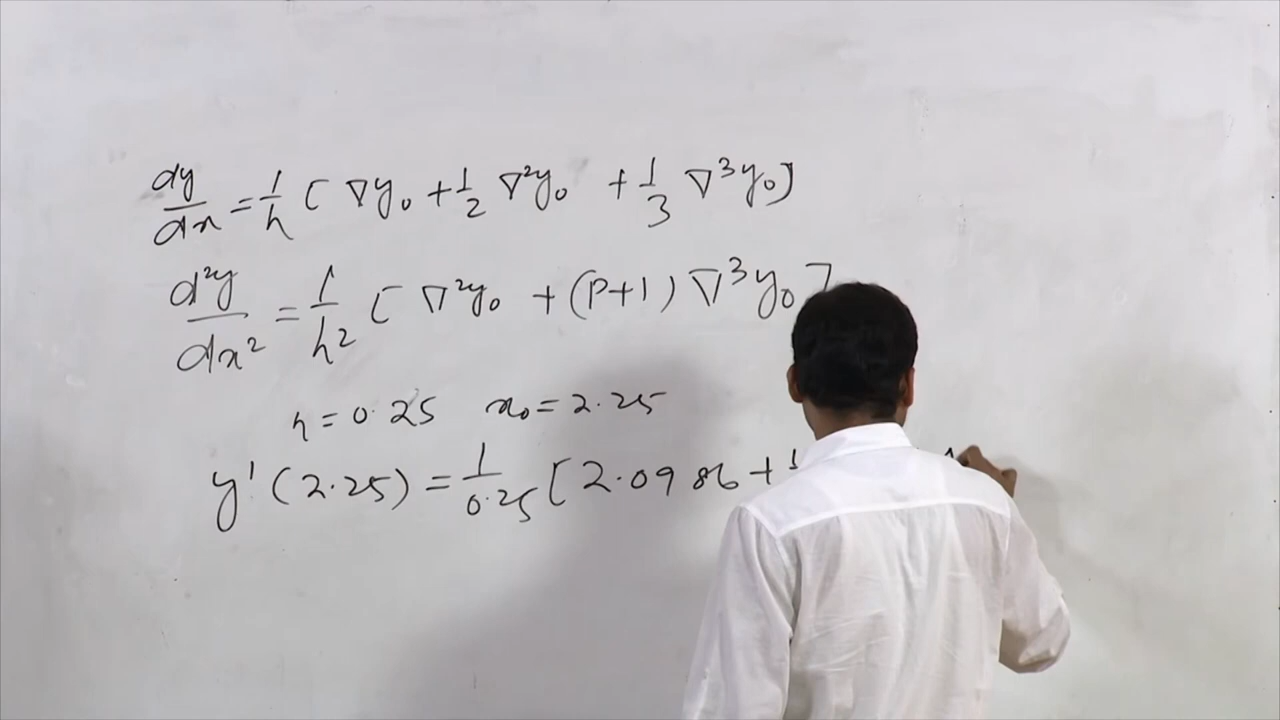 dy/dx = 1/h [ ∇y₀ + 1/2 ∇²y₀ + 1/3 ∇³y₀ ]
d²y/dx² = 1/h² [ ∇²y₀ + (P+1) ∇³y₀ ]
h = 0.25 x₀ = 2.25
y'(2.25) = 1/0.25 [ 2.0986 + 1